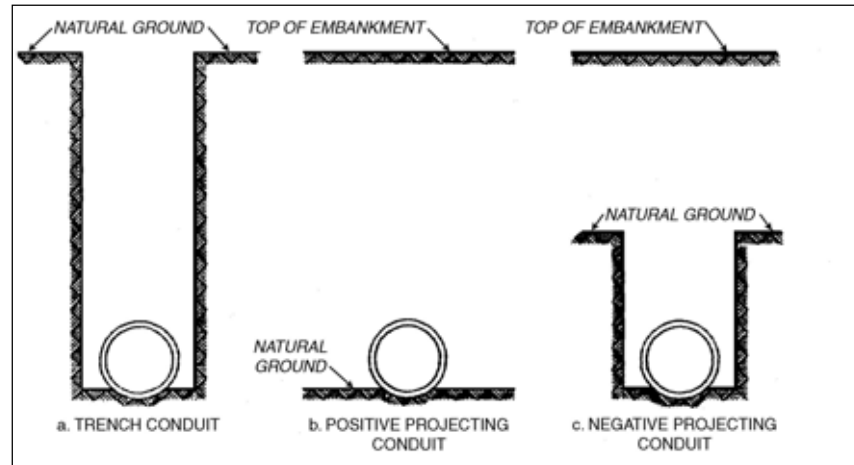 NATURAL GROUND
TOP OF EMBANKMENT
TOP OF EMBANKMENT
NATURAL GROUND
NATURAL
GROUND
a. TRENCH CONDUIT
b. POSITIVE PROJECTING
CONDUIT
c. NEGATIVE PROJECTING
CONDUIT